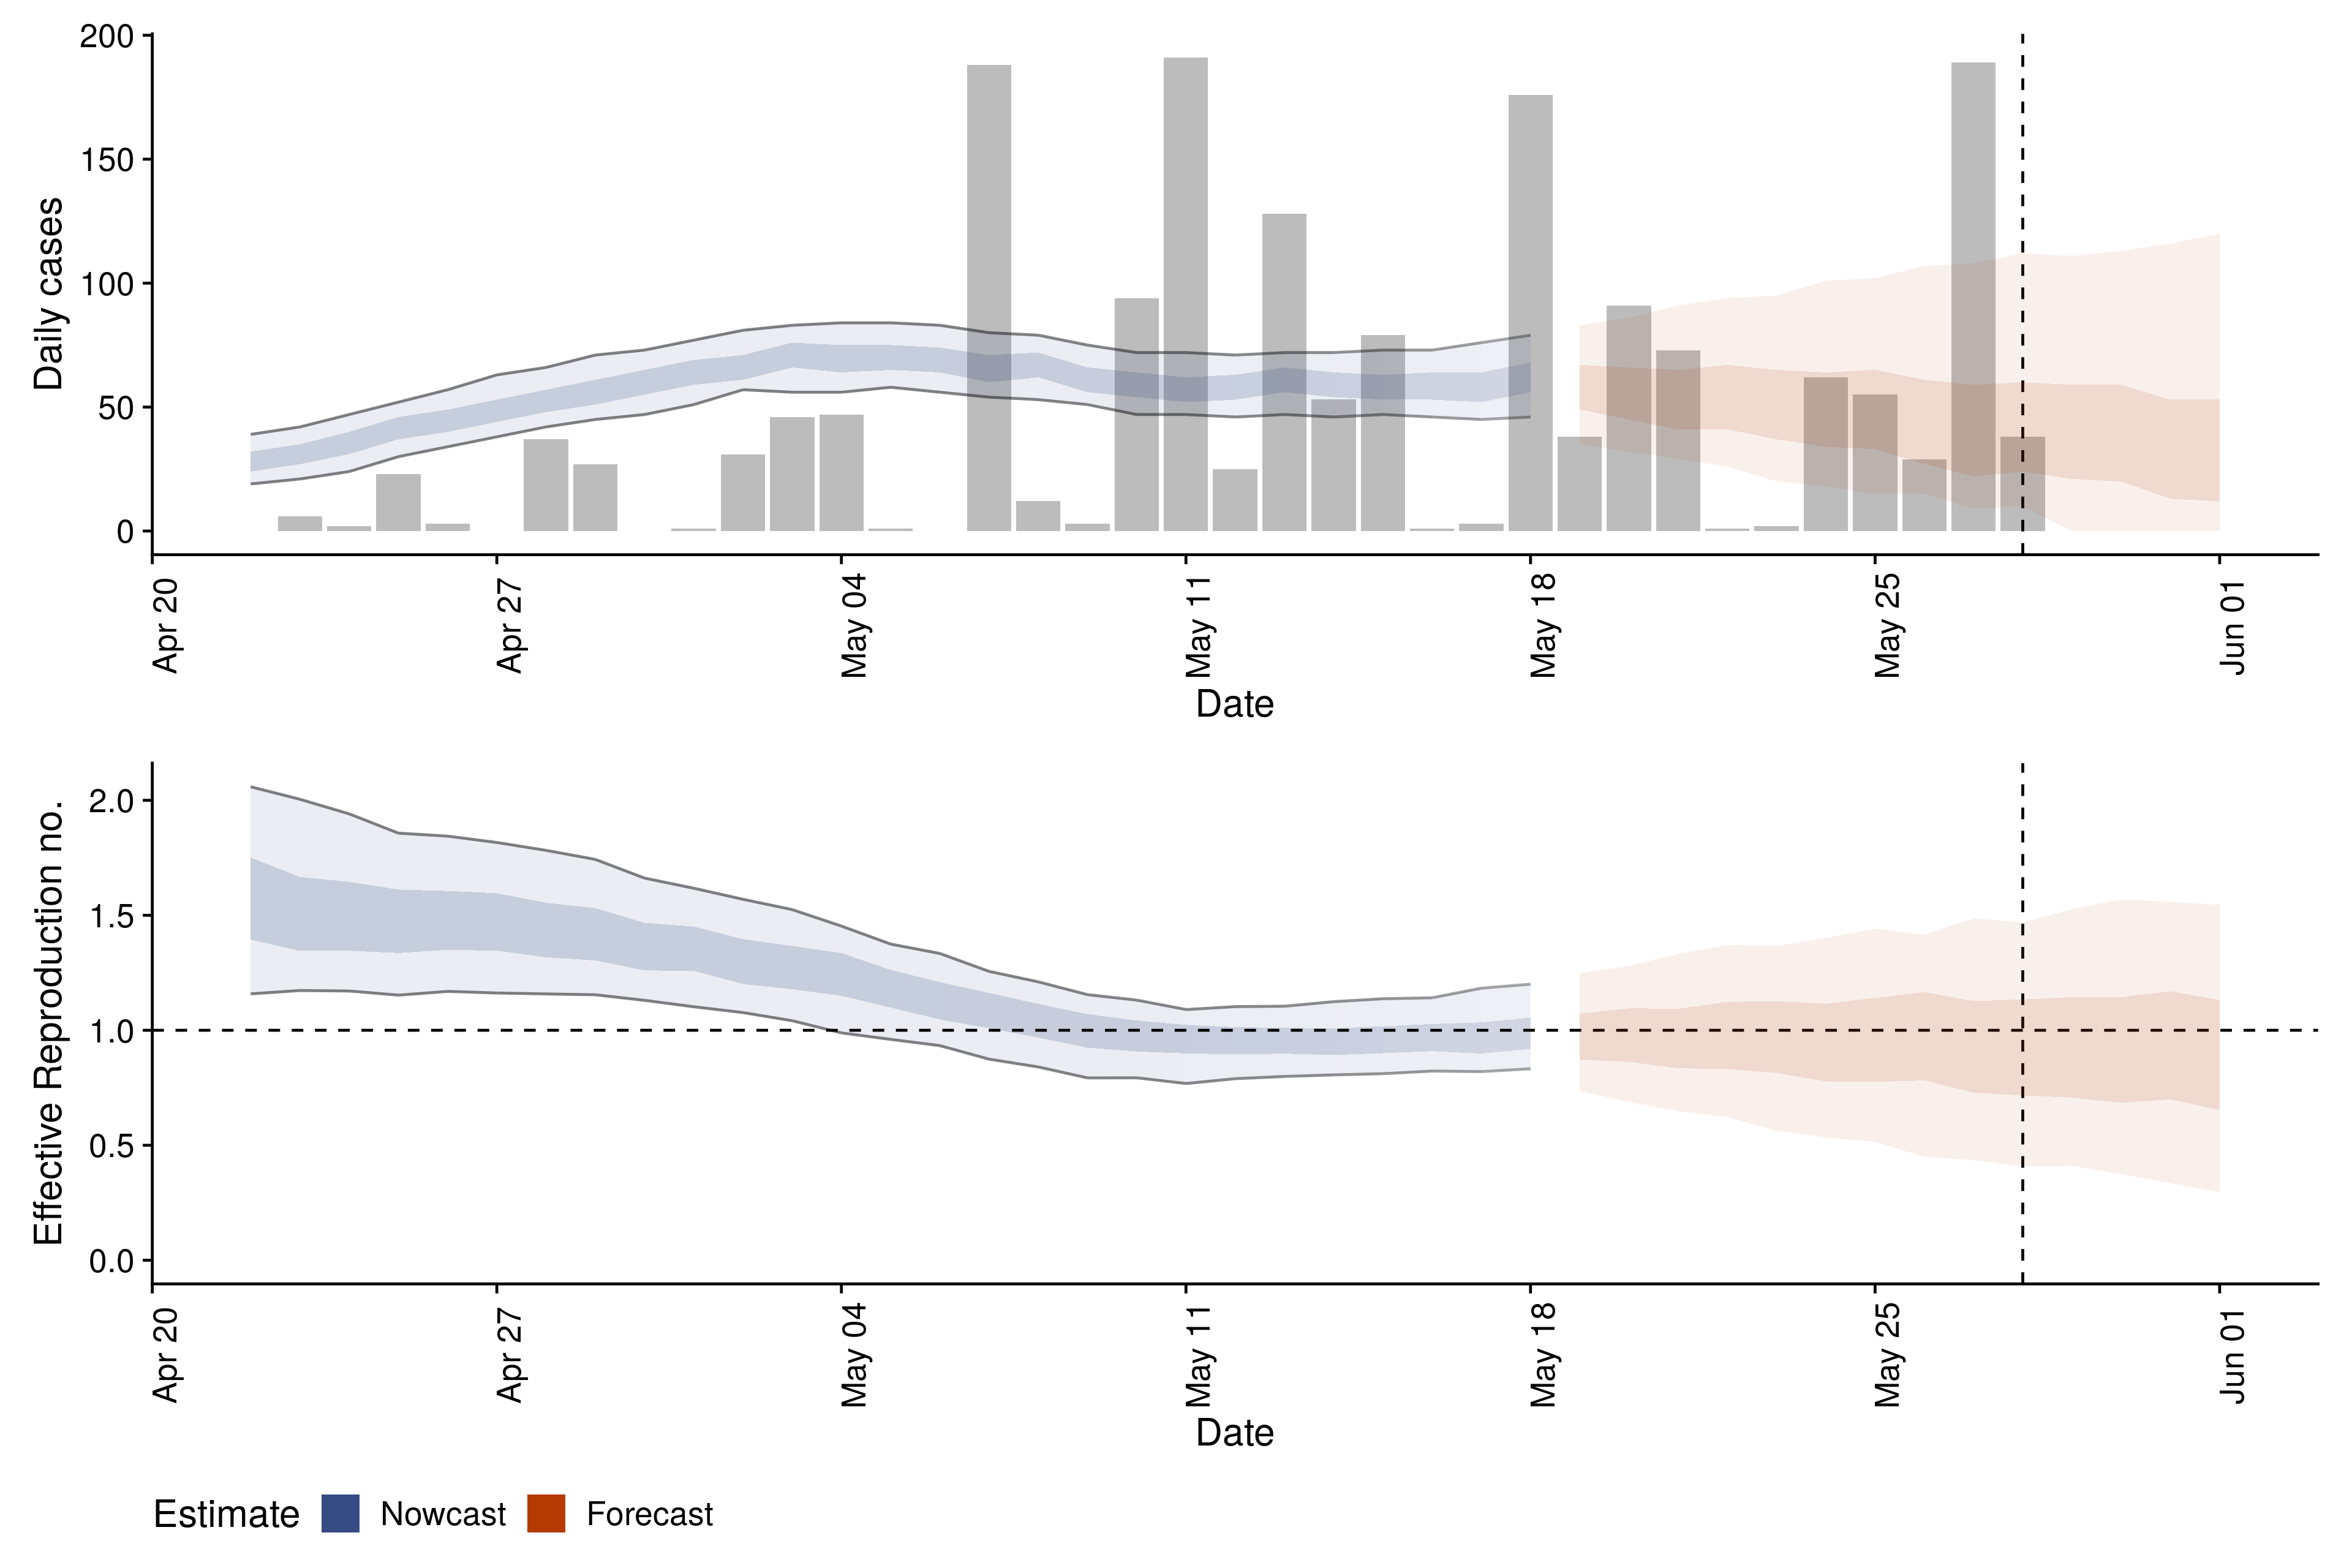 200
150
100
50
0
Daily cases
Apr 20
Apr 27
May 04
May 11
May 18
May 25
Jun 01
Date
2.0
1.5
1.0
0.5
0.0
Effective Reproduction no.
Apr 20
Apr 27
May 04
May 11
May 18
May 25
Jun 01
Date
Estimate Nowcast Forecast